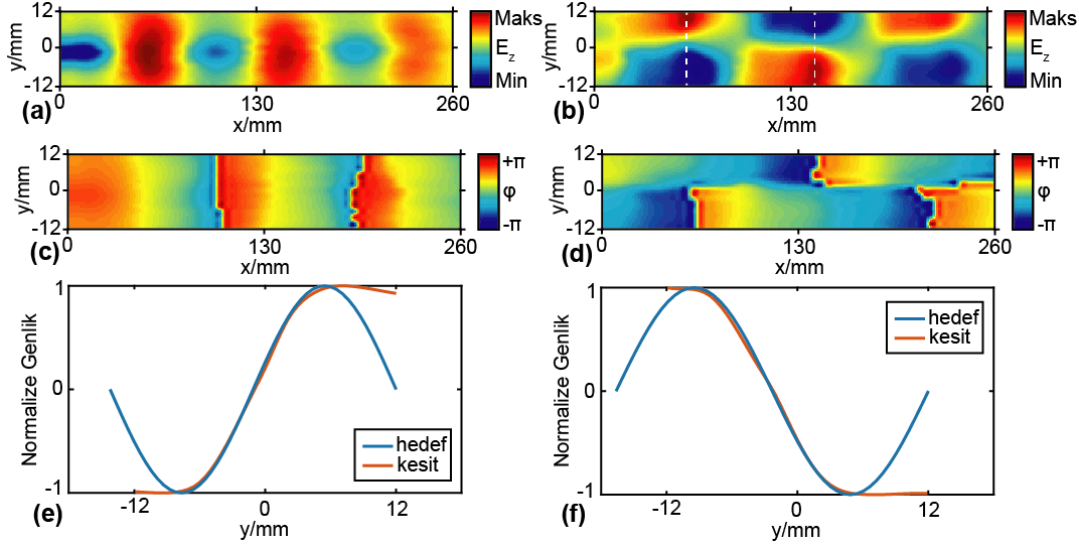 12
y/mm
0
-12
(a)
0
130
260
x/mm
Maks
E_z
Min
12
y/mm
0
-12
(b)
0
130
260
x/mm
Maks
E_z
Min
12
y/mm
0
-12
(c)
0
130
260
x/mm
+π
φ
-π
12
y/mm
0
-12
(d)
0
130
260
x/mm
+π
φ
-π
1
Normalize Genlik
0
-1
(e)
-12
0
12
y/mm
hedef
kesit
1
Normalize Genlik
0
-1
(f)
-12
0
12
y/mm
hedef
kesit